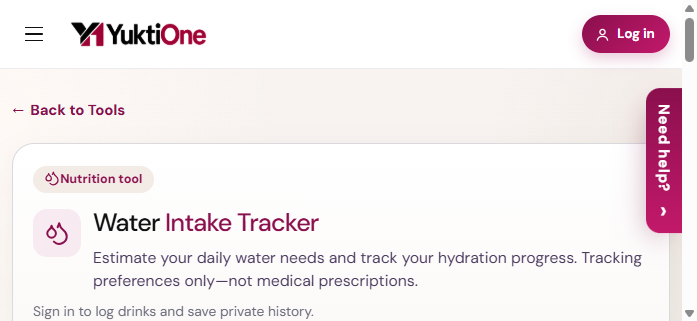 YuktiOne
Log in
← Back to Tools
Need help? ›
Nutrition tool
Water Intake Tracker
Estimate your daily water needs and track your hydration progress. Tracking
preferences only—not medical prescriptions.
Sign in to log drinks and save private history.